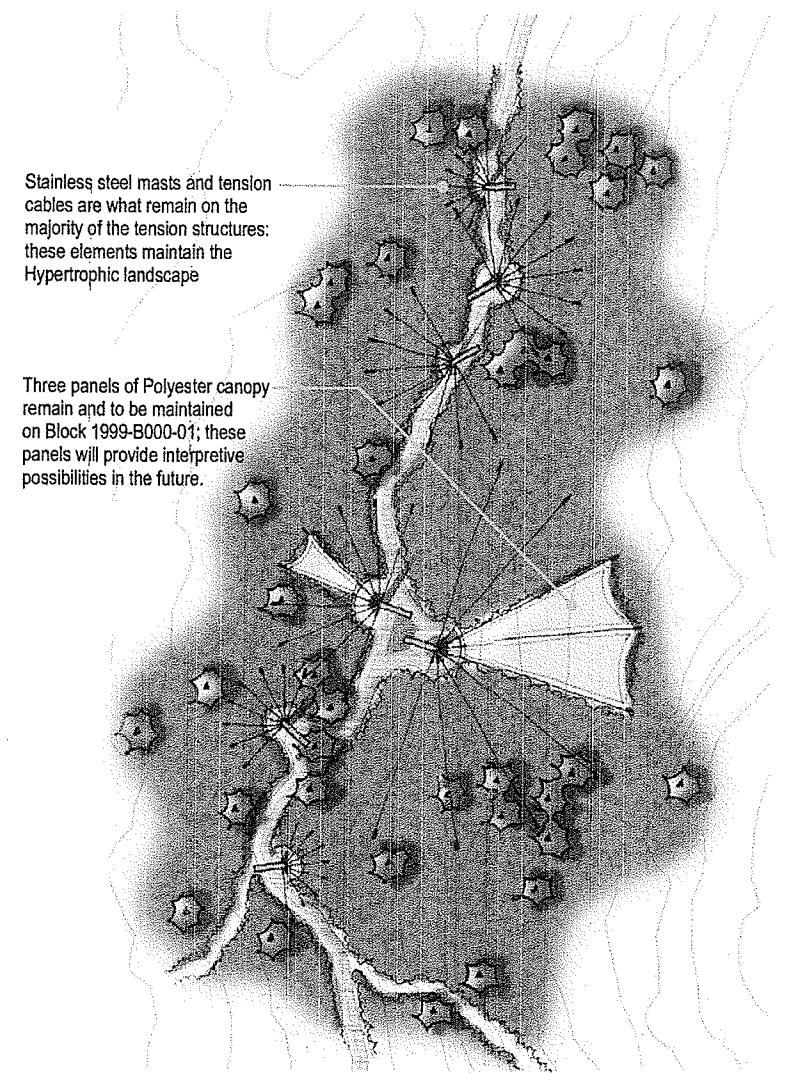 Stainless steel masts and tension
cables are what remain on the
majority of the tension structures:
these elements maintain the
Hypertrophic landscape
Three panels of Polyester canopy
remain and to be maintained
on Block 1999-B000-01; these
panels will provide interpretive
possibilities in the future.